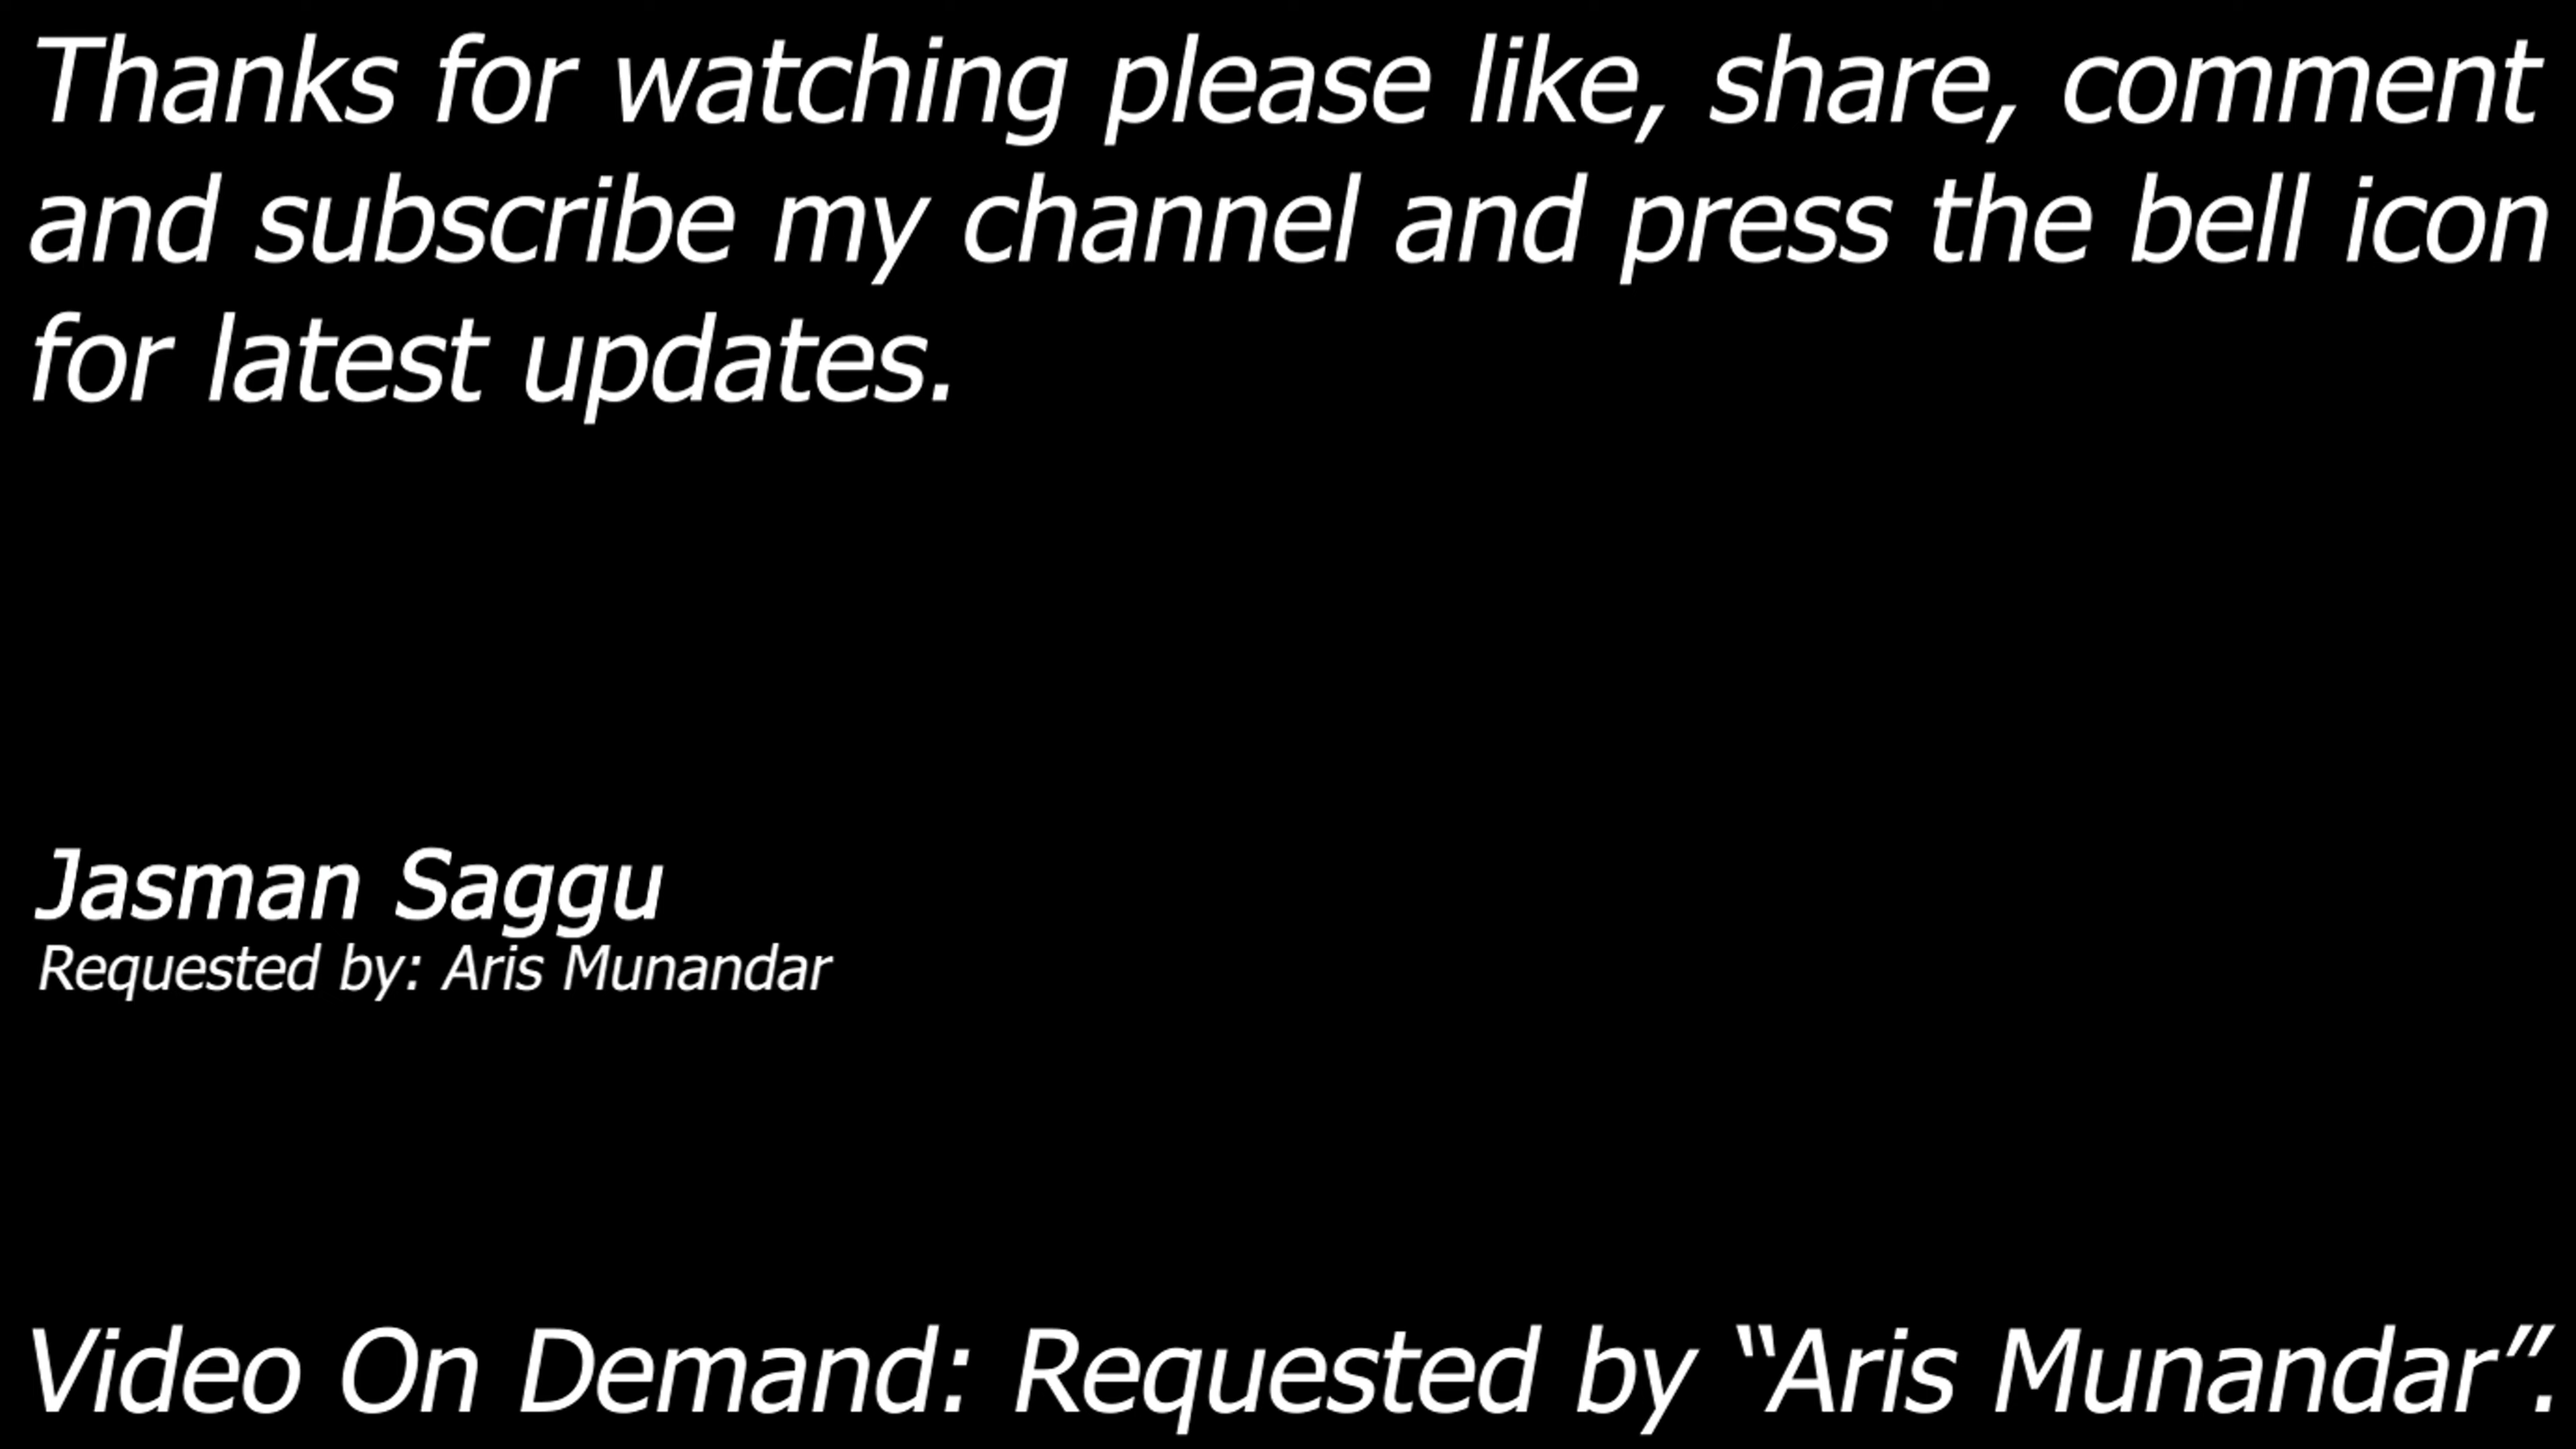 Thanks for watching please like, share, comment
and subscribe my channel and press the bell icon
for latest updates.
Jasman Saggu
Requested by: Aris Munandar
Video On Demand: Requested by “Aris Munandar”.